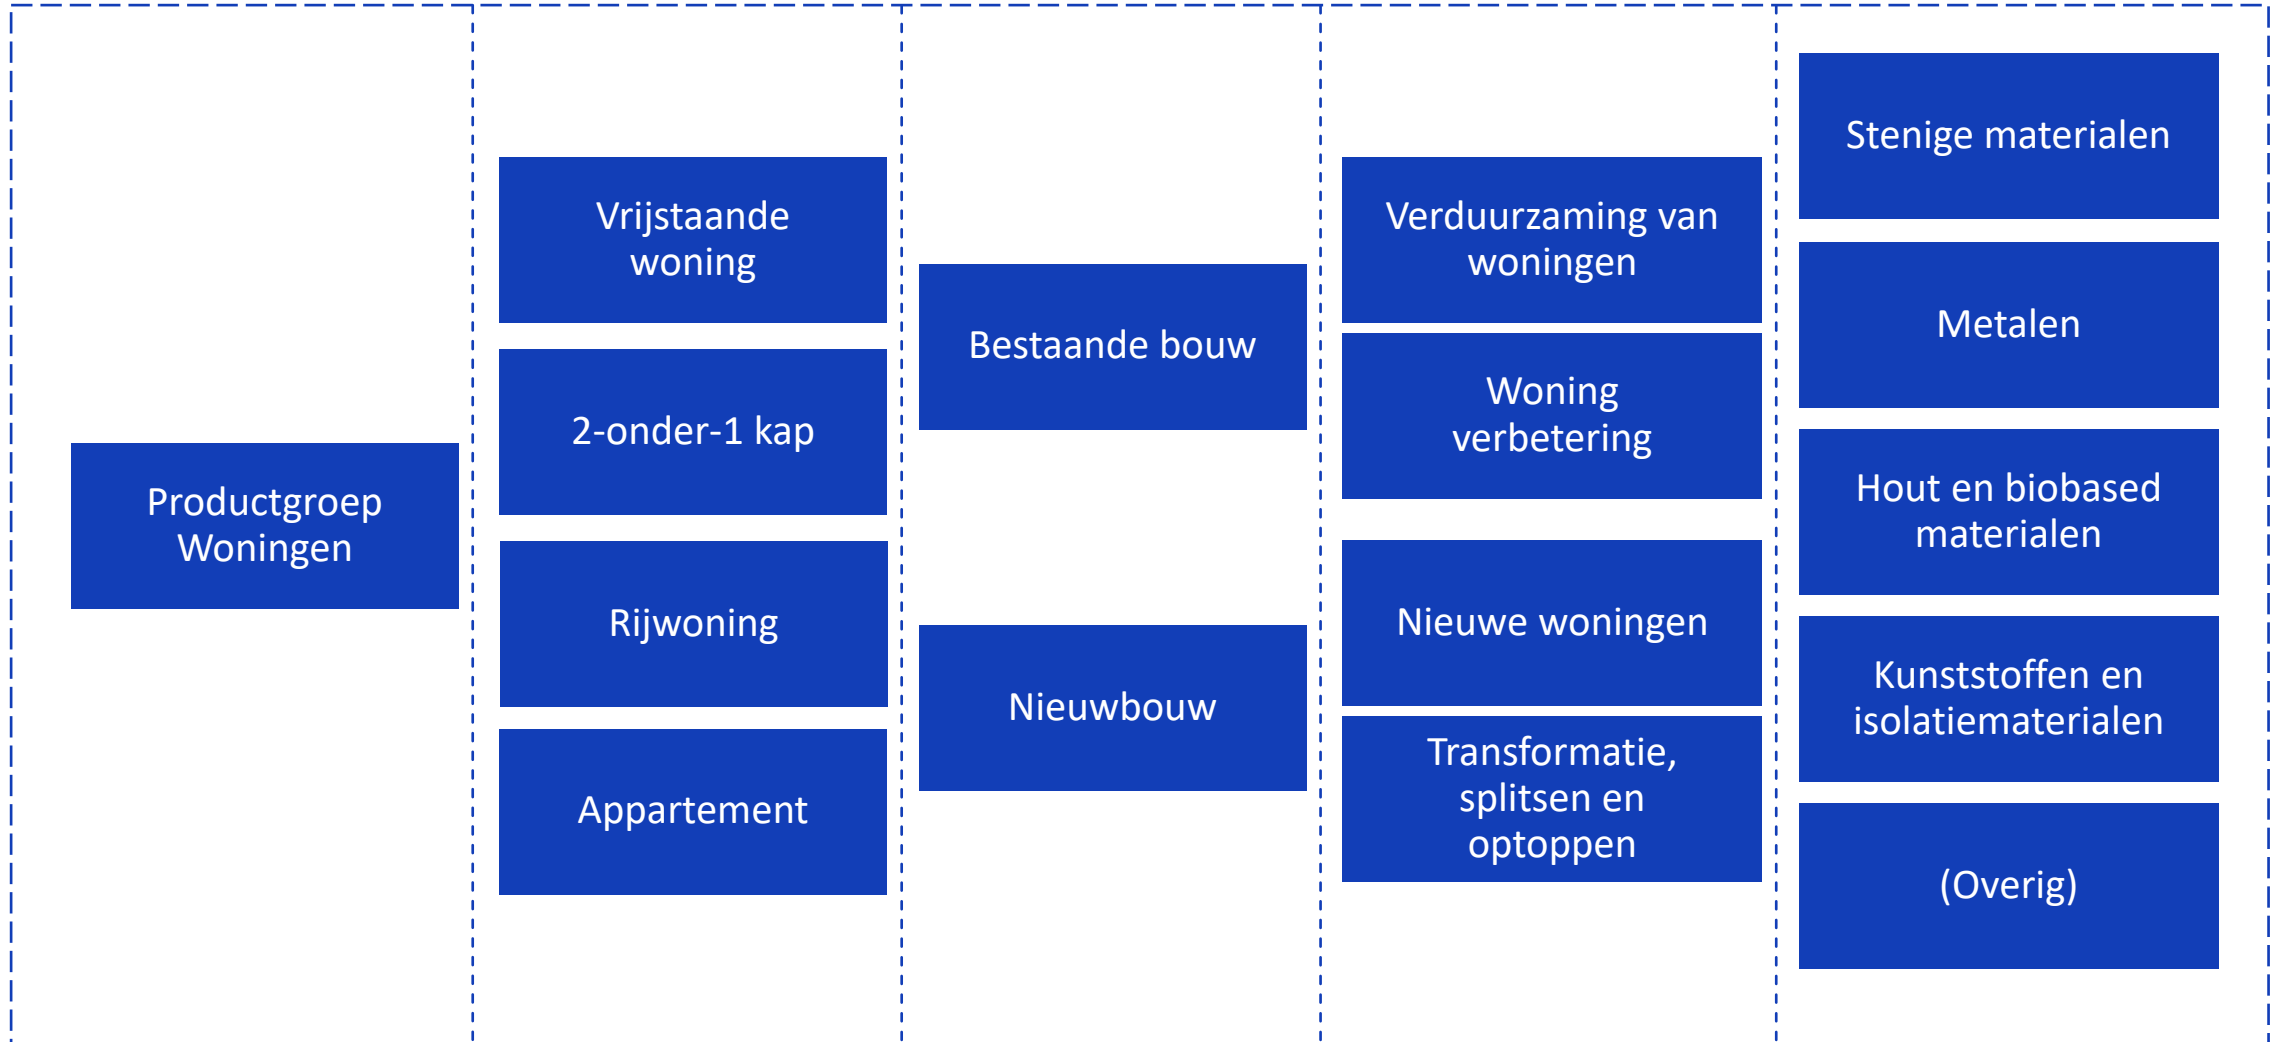 Productgroep
Woningen
Vrijstaande
woning
2-onder-1 kap
Rijwoning
Appartement
Bestaande bouw
Nieuwbouw
Verduurzaming van
woningen
Woning
verbetering
Nieuwe woningen
Transformatie,
splitsen en
optoppen
Stenige materialen
Metalen
Hout en biobased
materialen
Kunststoffen en
isolatiematerialen
(Overig)